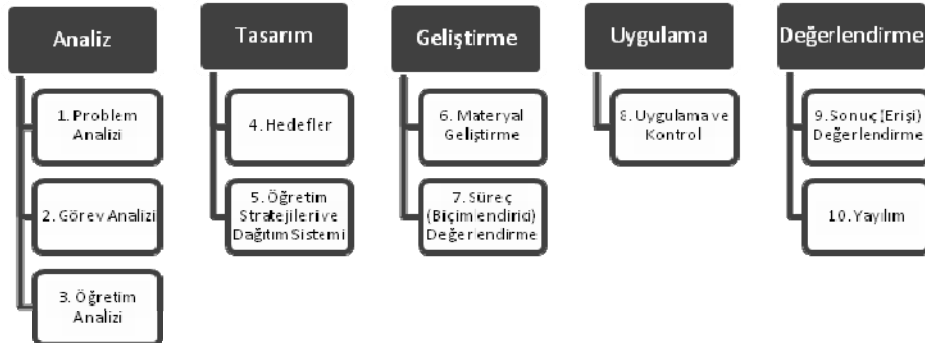 Analiz
1. Problem
Analizi
2. Görev Analizi
3. Öğretim
Analizi
Tasarım
4. Hedefler
5. Öğretim
Stratejileri ve
Dağıtım Sistemi
Geliştirme
6. Materyal
Geliştirme
7. Süreç
(Biçimlendirici)
Değerlendirme
Uygulama
8. Uygulama ve
Kontrol
Değerlendirme
9. Sonuç (Erişi)
Değerlendirme
10. Yayılım